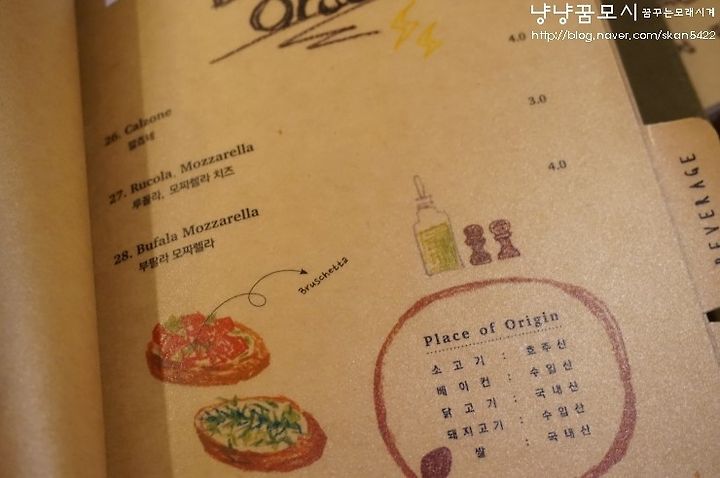 냥냥꿈모시 꿈꾸는모래시계
http://blog.naver.com/skan5422
4.0
26. Calzone 3.0
깔죠네
27. Rucola, Mozzarella 4.0
루꼴라, 모짜렐라 치즈
28. Bufala Mozzarella
부팔라 모짜렐라
Bruschetta
BEVERAGE
Place of Origin
소고기 : 호주산
베이컨 : 수입산
닭고기 : 국내산
돼지고기 : 수입산
쌀 : 국내산